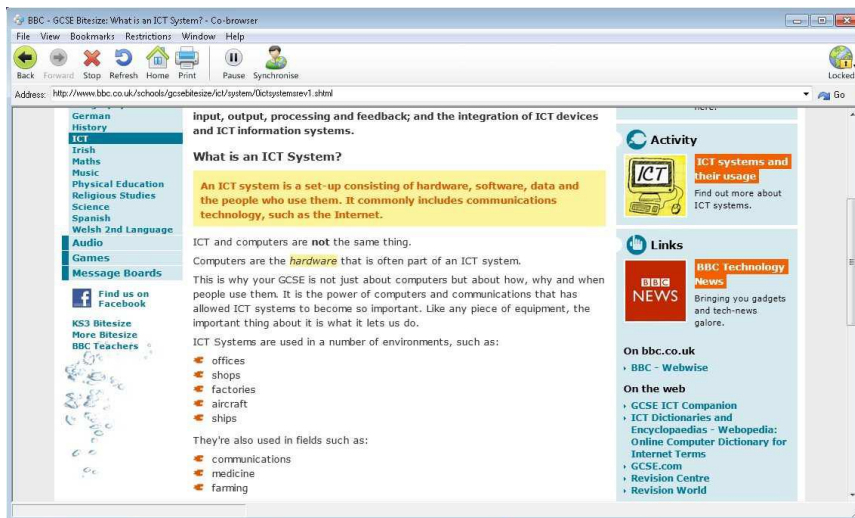 BBC - GCSE Bitesize: What is an ICT System? - Co-browser
File View Bookmarks Restrictions Window Help
Back Forward Stop Refresh Home Print Pause Synchronise Locked
Address: http://www.bbc.co.uk/schools/gcsebitesize/ict/system/0ictsystemsrev1.shtml Go
German
History
ICT
Irish
Maths
Music
Physical Education
Religious Studies
Science
Spanish
Welsh 2nd Language
Audio
Games
Message Boards
Find us on
Facebook
KS3 Bitesize
More Bitesize
BBC Teachers
input, output, processing and feedback; and the integration of ICT devices
and ICT information systems.
What is an ICT System?
An ICT system is a set-up consisting of hardware, software, data and
the people who use them. It commonly includes communications
technology, such as the Internet.
ICT and computers are not the same thing.
Computers are the hardware that is often part of an ICT system.
This is why your GCSE is not just about computers but about how, why and when
people use them. It is the power of computers and communications that has
allowed ICT systems to become so important. Like any piece of equipment, the
important thing about it is what it lets us do.
ICT Systems are used in a number of environments, such as:
offices
shops
factories
aircraft
ships
They're also used in fields such as:
communications
medicine
farming
here.
Activity
ICT
ICT systems and
their usage
Find out more about
ICT systems.
Links
BBC
NEWS
BBC Technology
News
Bringing you gadgets
and tech-news
galore.
On bbc.co.uk
BBC - Webwise
On the web
GCSE ICT Companion
ICT Dictionaries and
Encyclopaedias - Webopedia:
Online Computer Dictionary for
Internet Terms
GCSE.com
Revision Centre
Revision World